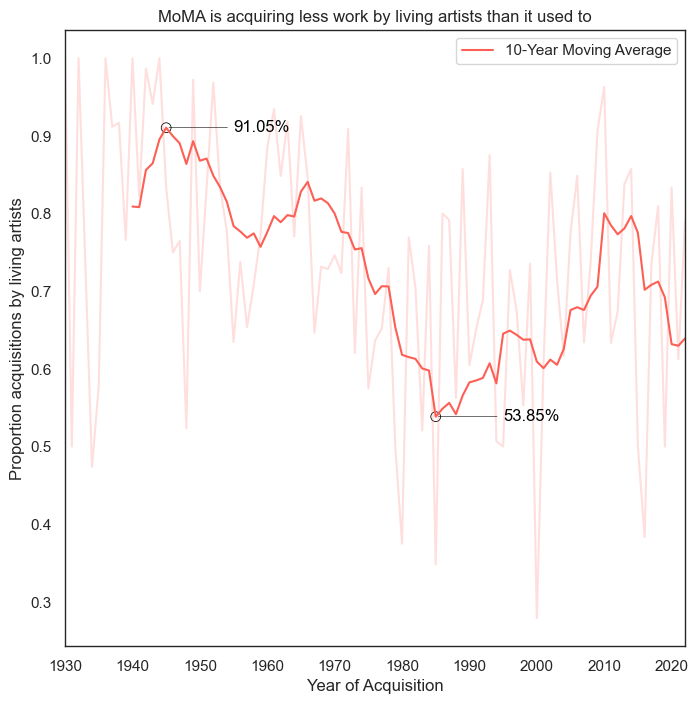 MoMA is acquiring less work by living artists than it used to
10-Year Moving Average
1.0
0.9
0.8
0.7
0.6
0.5
0.4
0.3
Proportion acquisitions by living artists
91.05%
53.85%
1930 1940 1950 1960 1970 1980 1990 2000 2010 2020
Year of Acquisition